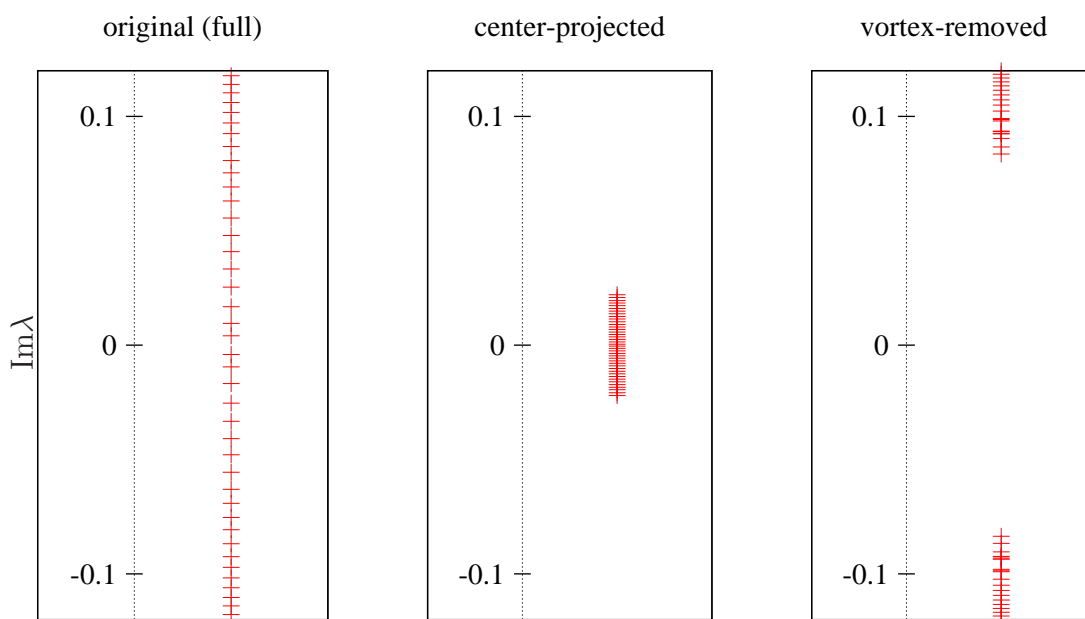 original (full)
center-projected
vortex-removed
0.1
0.1
0.1
Imλ
0
0
0
-0.1
-0.1
-0.1